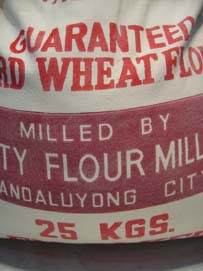 GUARANTEED
RD WHEAT FLO
MILLED BY
TY FLOUR MILL
ANDALUYONG CITY
25 KGS.